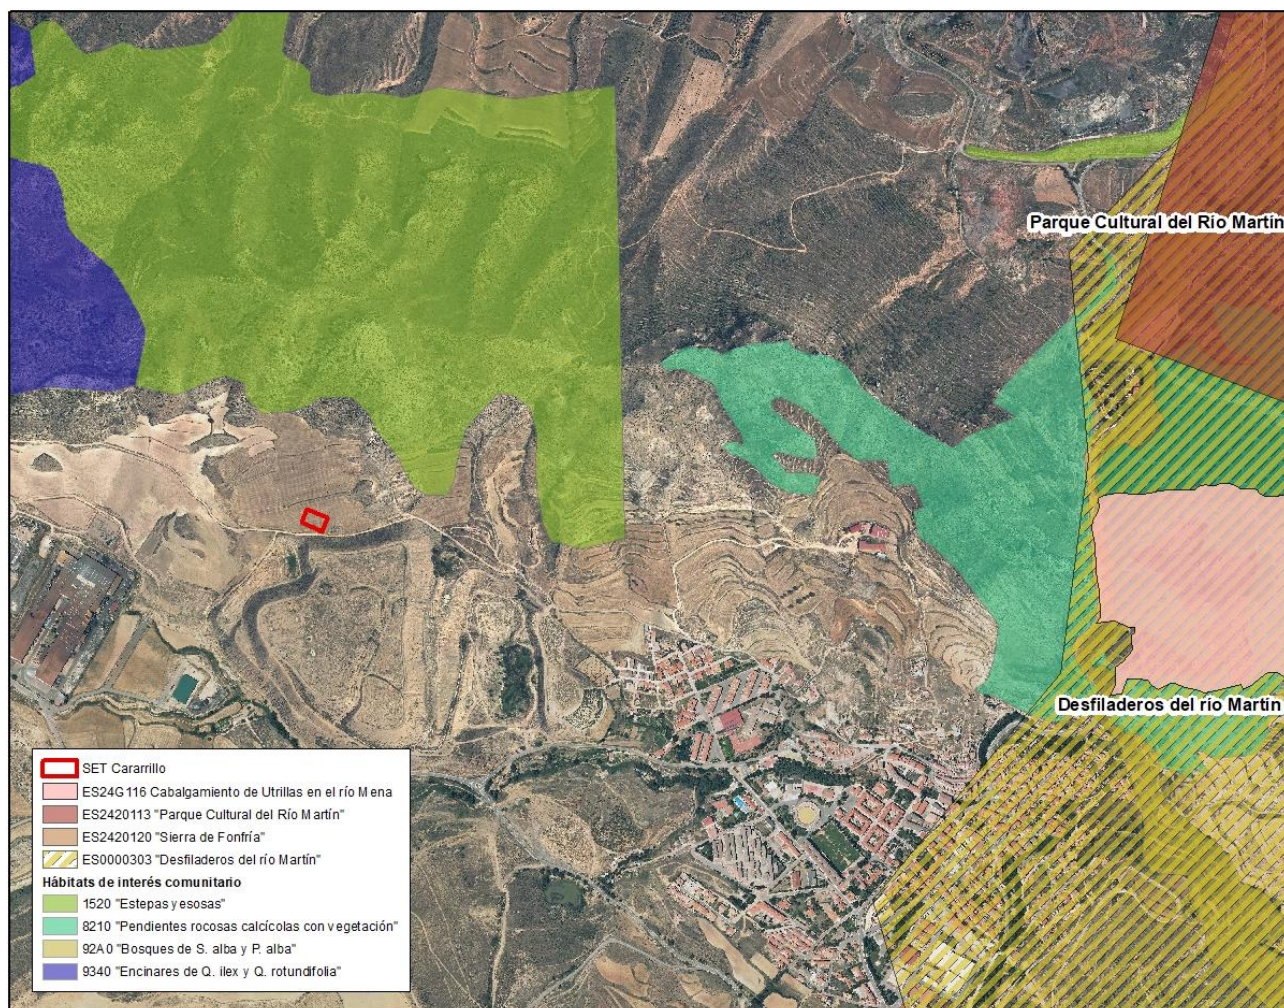 Parque Cultural del Río Martín
Desfiladeros del río Martín
SET Cararrillo
ES24G116 Cabalgamiento de Utrillas en el río Mena
ES2420113 "Parque Cultural del Río Martín"
ES2420120 "Sierra de Fonfría"
ES0000303 "Desfiladeros del río Martín"
Hábitats de interés comunitario
1520 "Estepas yesosas"
8210 "Pendientes rocosas calcícolas con vegetación"
92A0 "Bosques de S. alba y P. alba"
9340 "Encinares de Q. ilex y Q. rotundifolia"